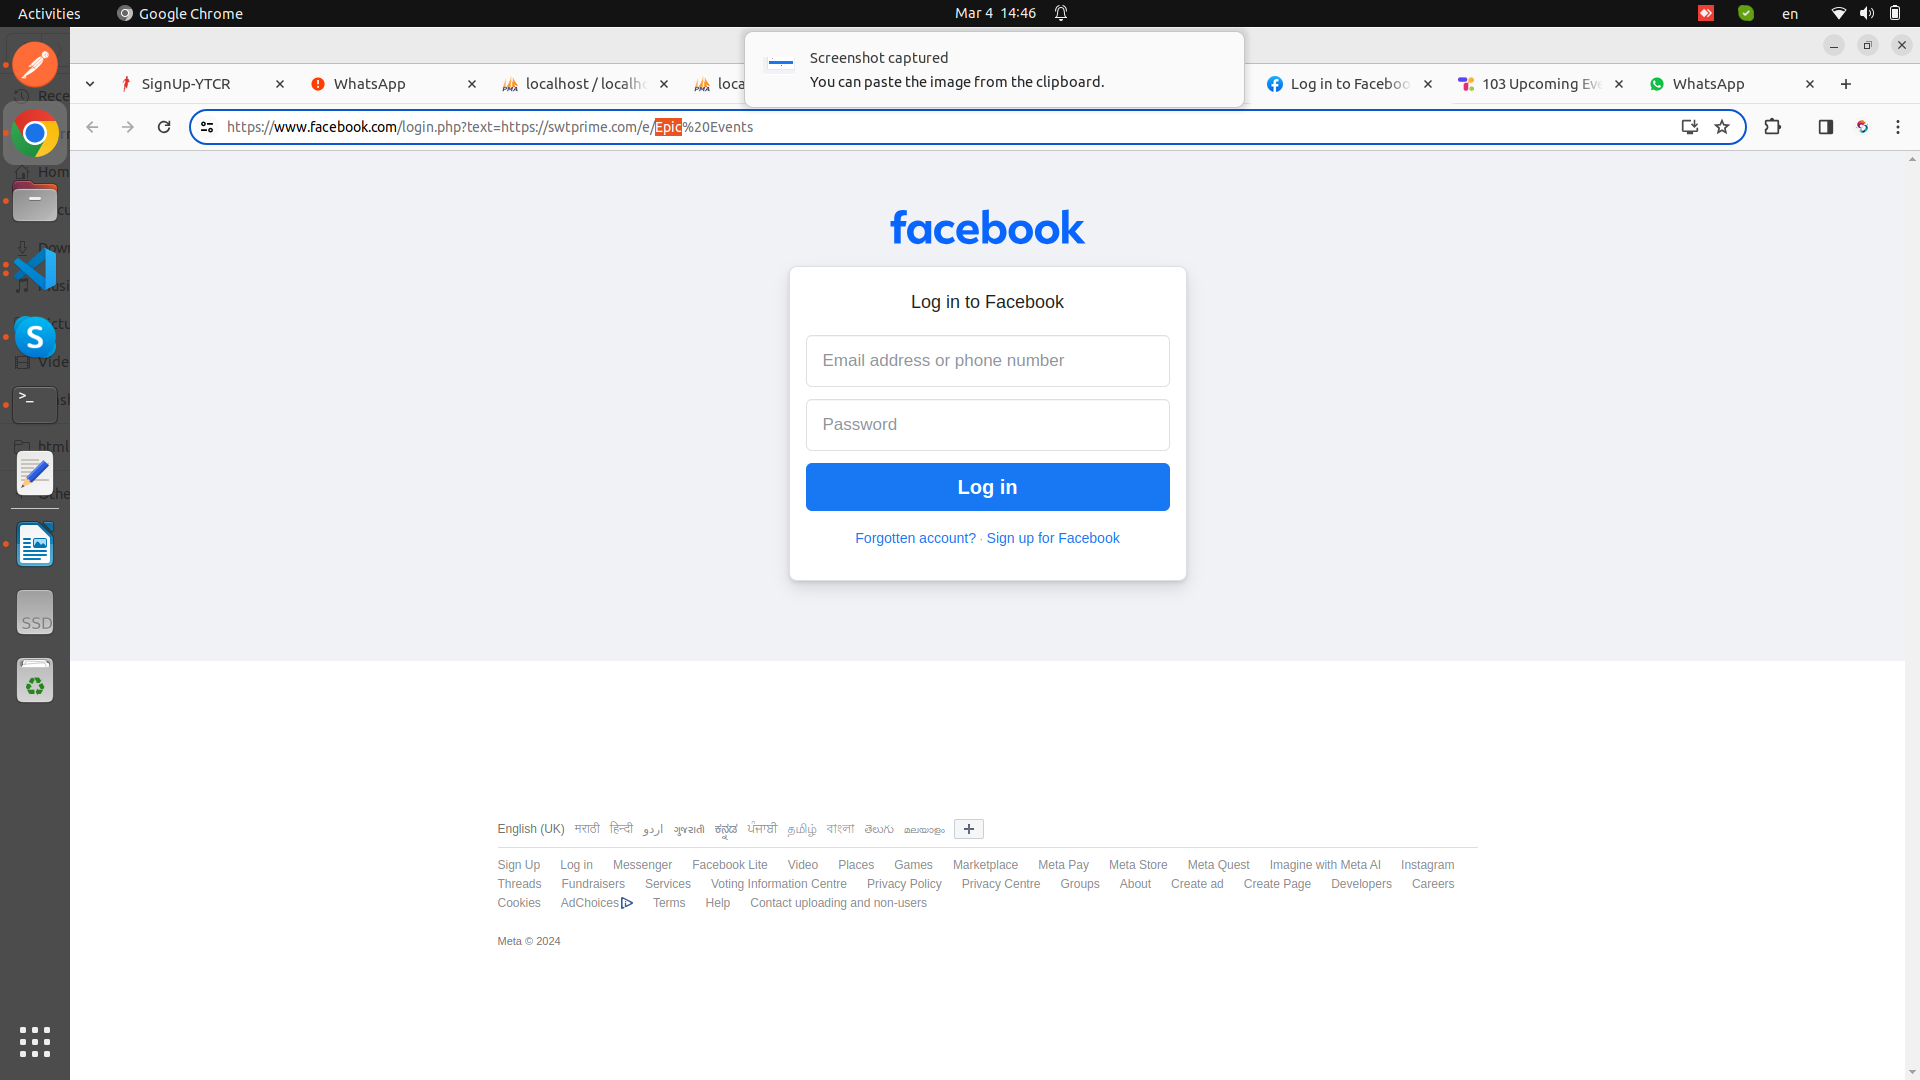 Activities Google Chrome Mar 4 14:46 en
Screenshot captured
You can paste the image from the clipboard.
SignUp-YTCR WhatsApp localhost / localho loca Log in to Faceboo 103 Upcoming Eve WhatsApp
https://www.facebook.com/login.php?text=https://swtprime.com/e/Epic%20Events
facebook
Log in to Facebook
Email address or phone number
Password
Log in
Forgotten account? · Sign up for Facebook
SSD
English (UK) मराठी हिन्दी اردو ગુજરાતી ಕನ್ನಡ ਪੰਜਾਬੀ தமிழ் বাংলা తెలుగు മലയാളം
Sign Up Log in Messenger Facebook Lite Video Places Games Marketplace Meta Pay Meta Store Meta Quest Imagine with Meta AI Instagram
Threads Fundraisers Services Voting Information Centre Privacy Policy Privacy Centre Groups About Create ad Create Page Developers Careers
Cookies AdChoices Terms Help Contact uploading and non-users
Meta © 2024